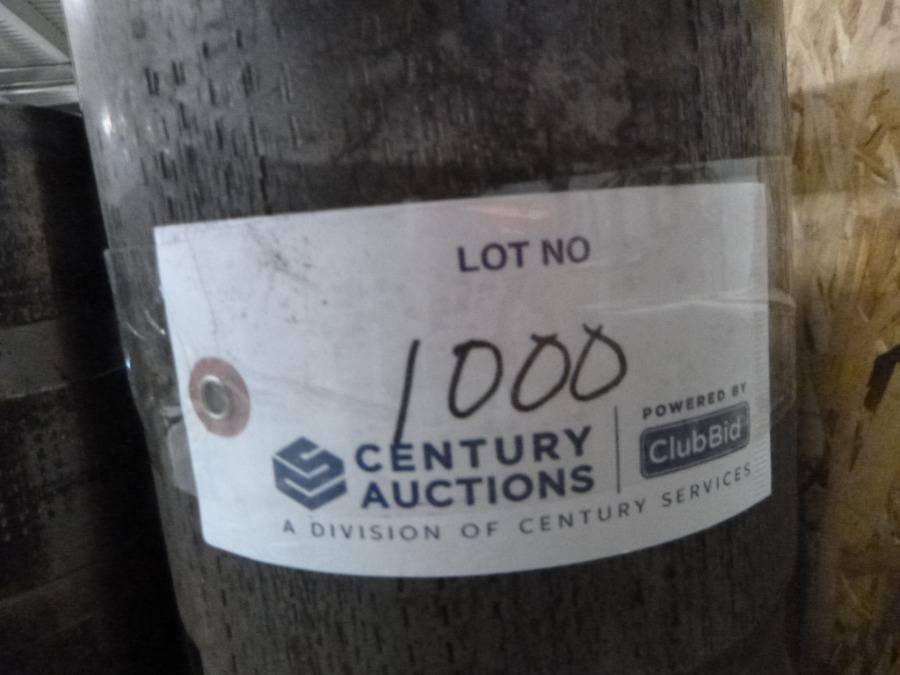 LOT NO
1000
CENTURY
AUCTIONS
POWERED BY
ClubBid
A DIVISION OF CENTURY SERVICES